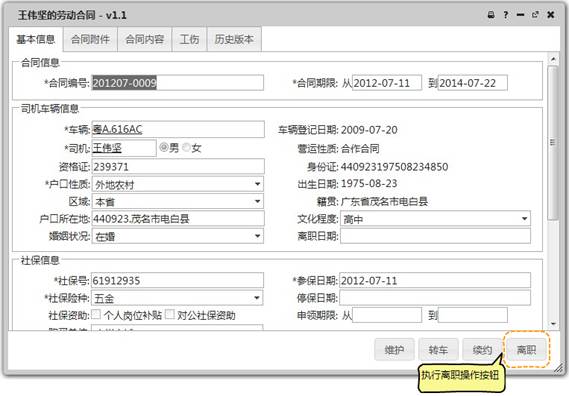 王伟坚的劳动合同 - v1.1
基本信息 合同附件 合同内容 工伤 历史版本
合同信息
*合同编号: 201207-0009 *合同期限: 从 2012-07-11 到 2014-07-22
司机车辆信息
*车辆: 粤A.616AC 车辆登记日期: 2009-07-20
*司机: 王伟坚 男 女 营运性质: 合作合同
资格证: 239371 身份证: 440923197508234850
*户口性质: 外地农村 出生日期: 1975-08-23
区域: 本省 籍贯: 广东省茂名市电白县
户口所在地: 440923.茂名市电白县 文化程度: 高中
婚姻状况: 在婚 离职日期:
社保信息
*社保号: 61912935 *参保日期: 2012-07-11
*社保险种: 五金 停保日期:
社保资助: 个人岗位补贴 对公社保资助 申领期限: 从 到
维护 转车 续约 离职
执行离职操作按钮